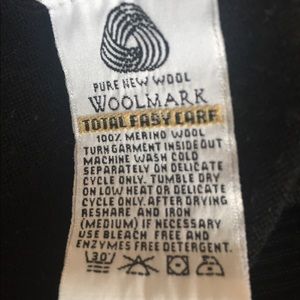 PURE NEW WOOL
WOOLMARK
TOTAL EASY CARE
100% MERINO WOOL
TURN GARMENT INSIDE OUT
MACHINE WASH COLD
SEPARATELY ON DELICATE
CYCLE ONLY. TUMBLE DRY
ON LOW HEAT OR DELICATE
CYCLE ONLY. AFTER DRYING
RESHARE AND IRON
(MEDIUM) IF NECESSARY
USE BLEACH FREE AND
ENZYMES FREE DETERGENT.
30°